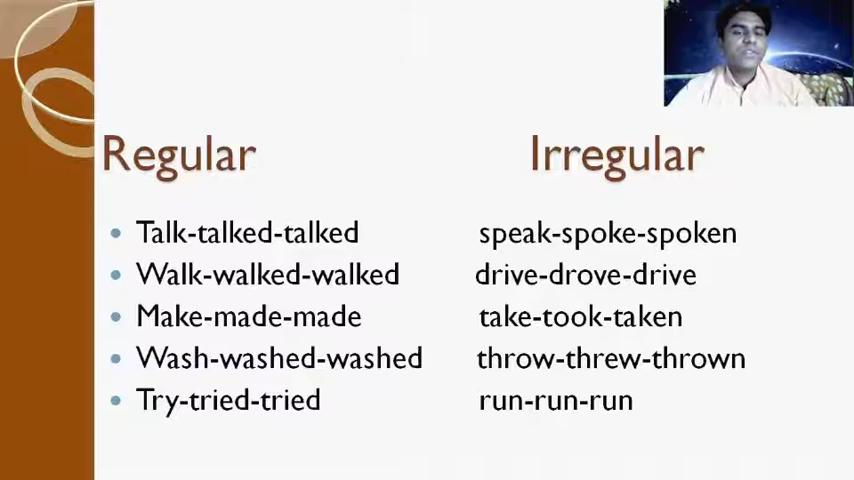 Regular Irregular
Talk-talked-talked speak-spoke-spoken
Walk-walked-walked drive-drove-drive
Make-made-made take-took-taken
Wash-washed-washed throw-threw-thrown
Try-tried-tried run-run-run